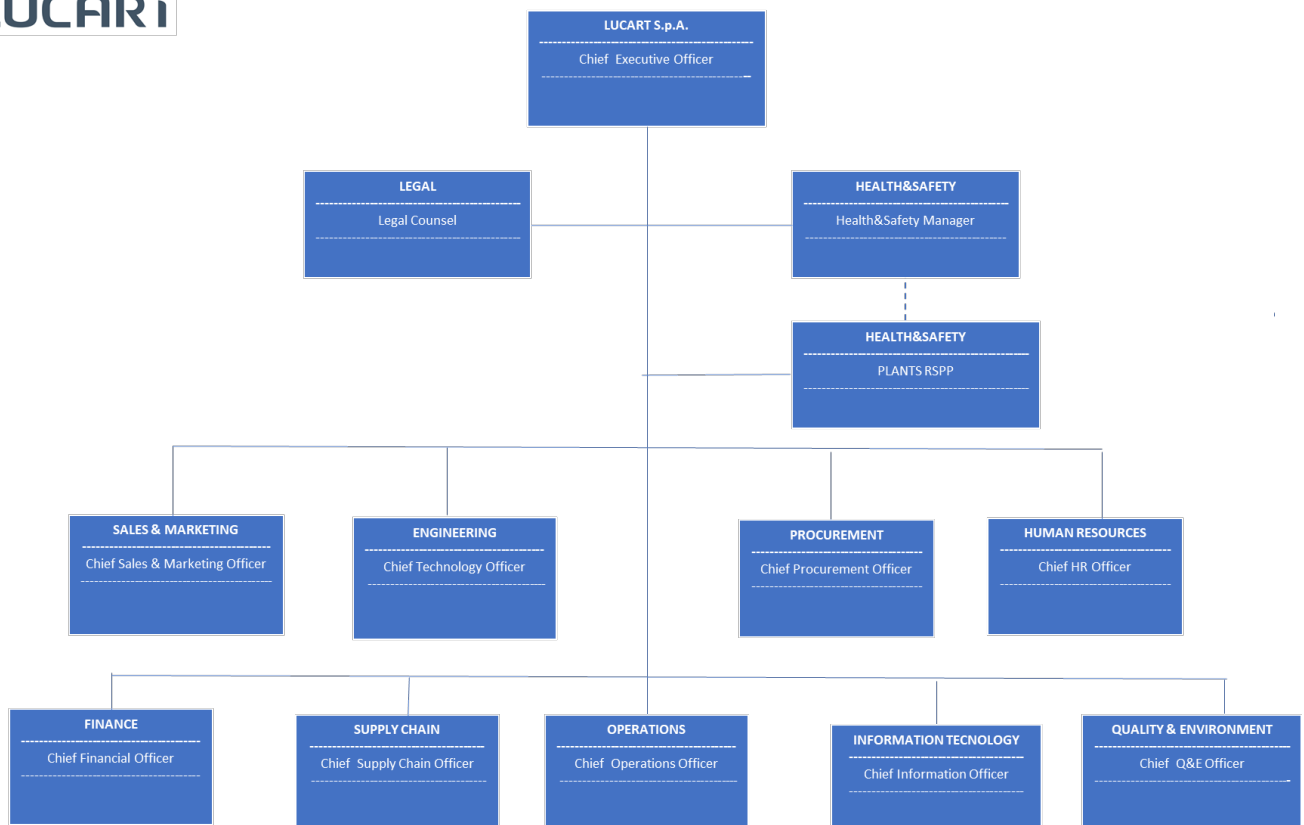 LUCART
LUCART S.p.A.
Chief Executive Officer
LEGAL
Legal Counsel
HEALTH&SAFETY
Health&Safety Manager
HEALTH&SAFETY
PLANTS RSPP
SALES & MARKETING
Chief Sales & Marketing Officer
ENGINEERING
Chief Technology Officer
PROCUREMENT
Chief Procurement Officer
HUMAN RESOURCES
Chief HR Officer
FINANCE
Chief Financial Officer
SUPPLY CHAIN
Chief Supply Chain Officer
OPERATIONS
Chief Operations Officer
INFORMATION TECNOLOGY
Chief Information Officer
QUALITY & ENVIRONMENT
Chief Q&E Officer